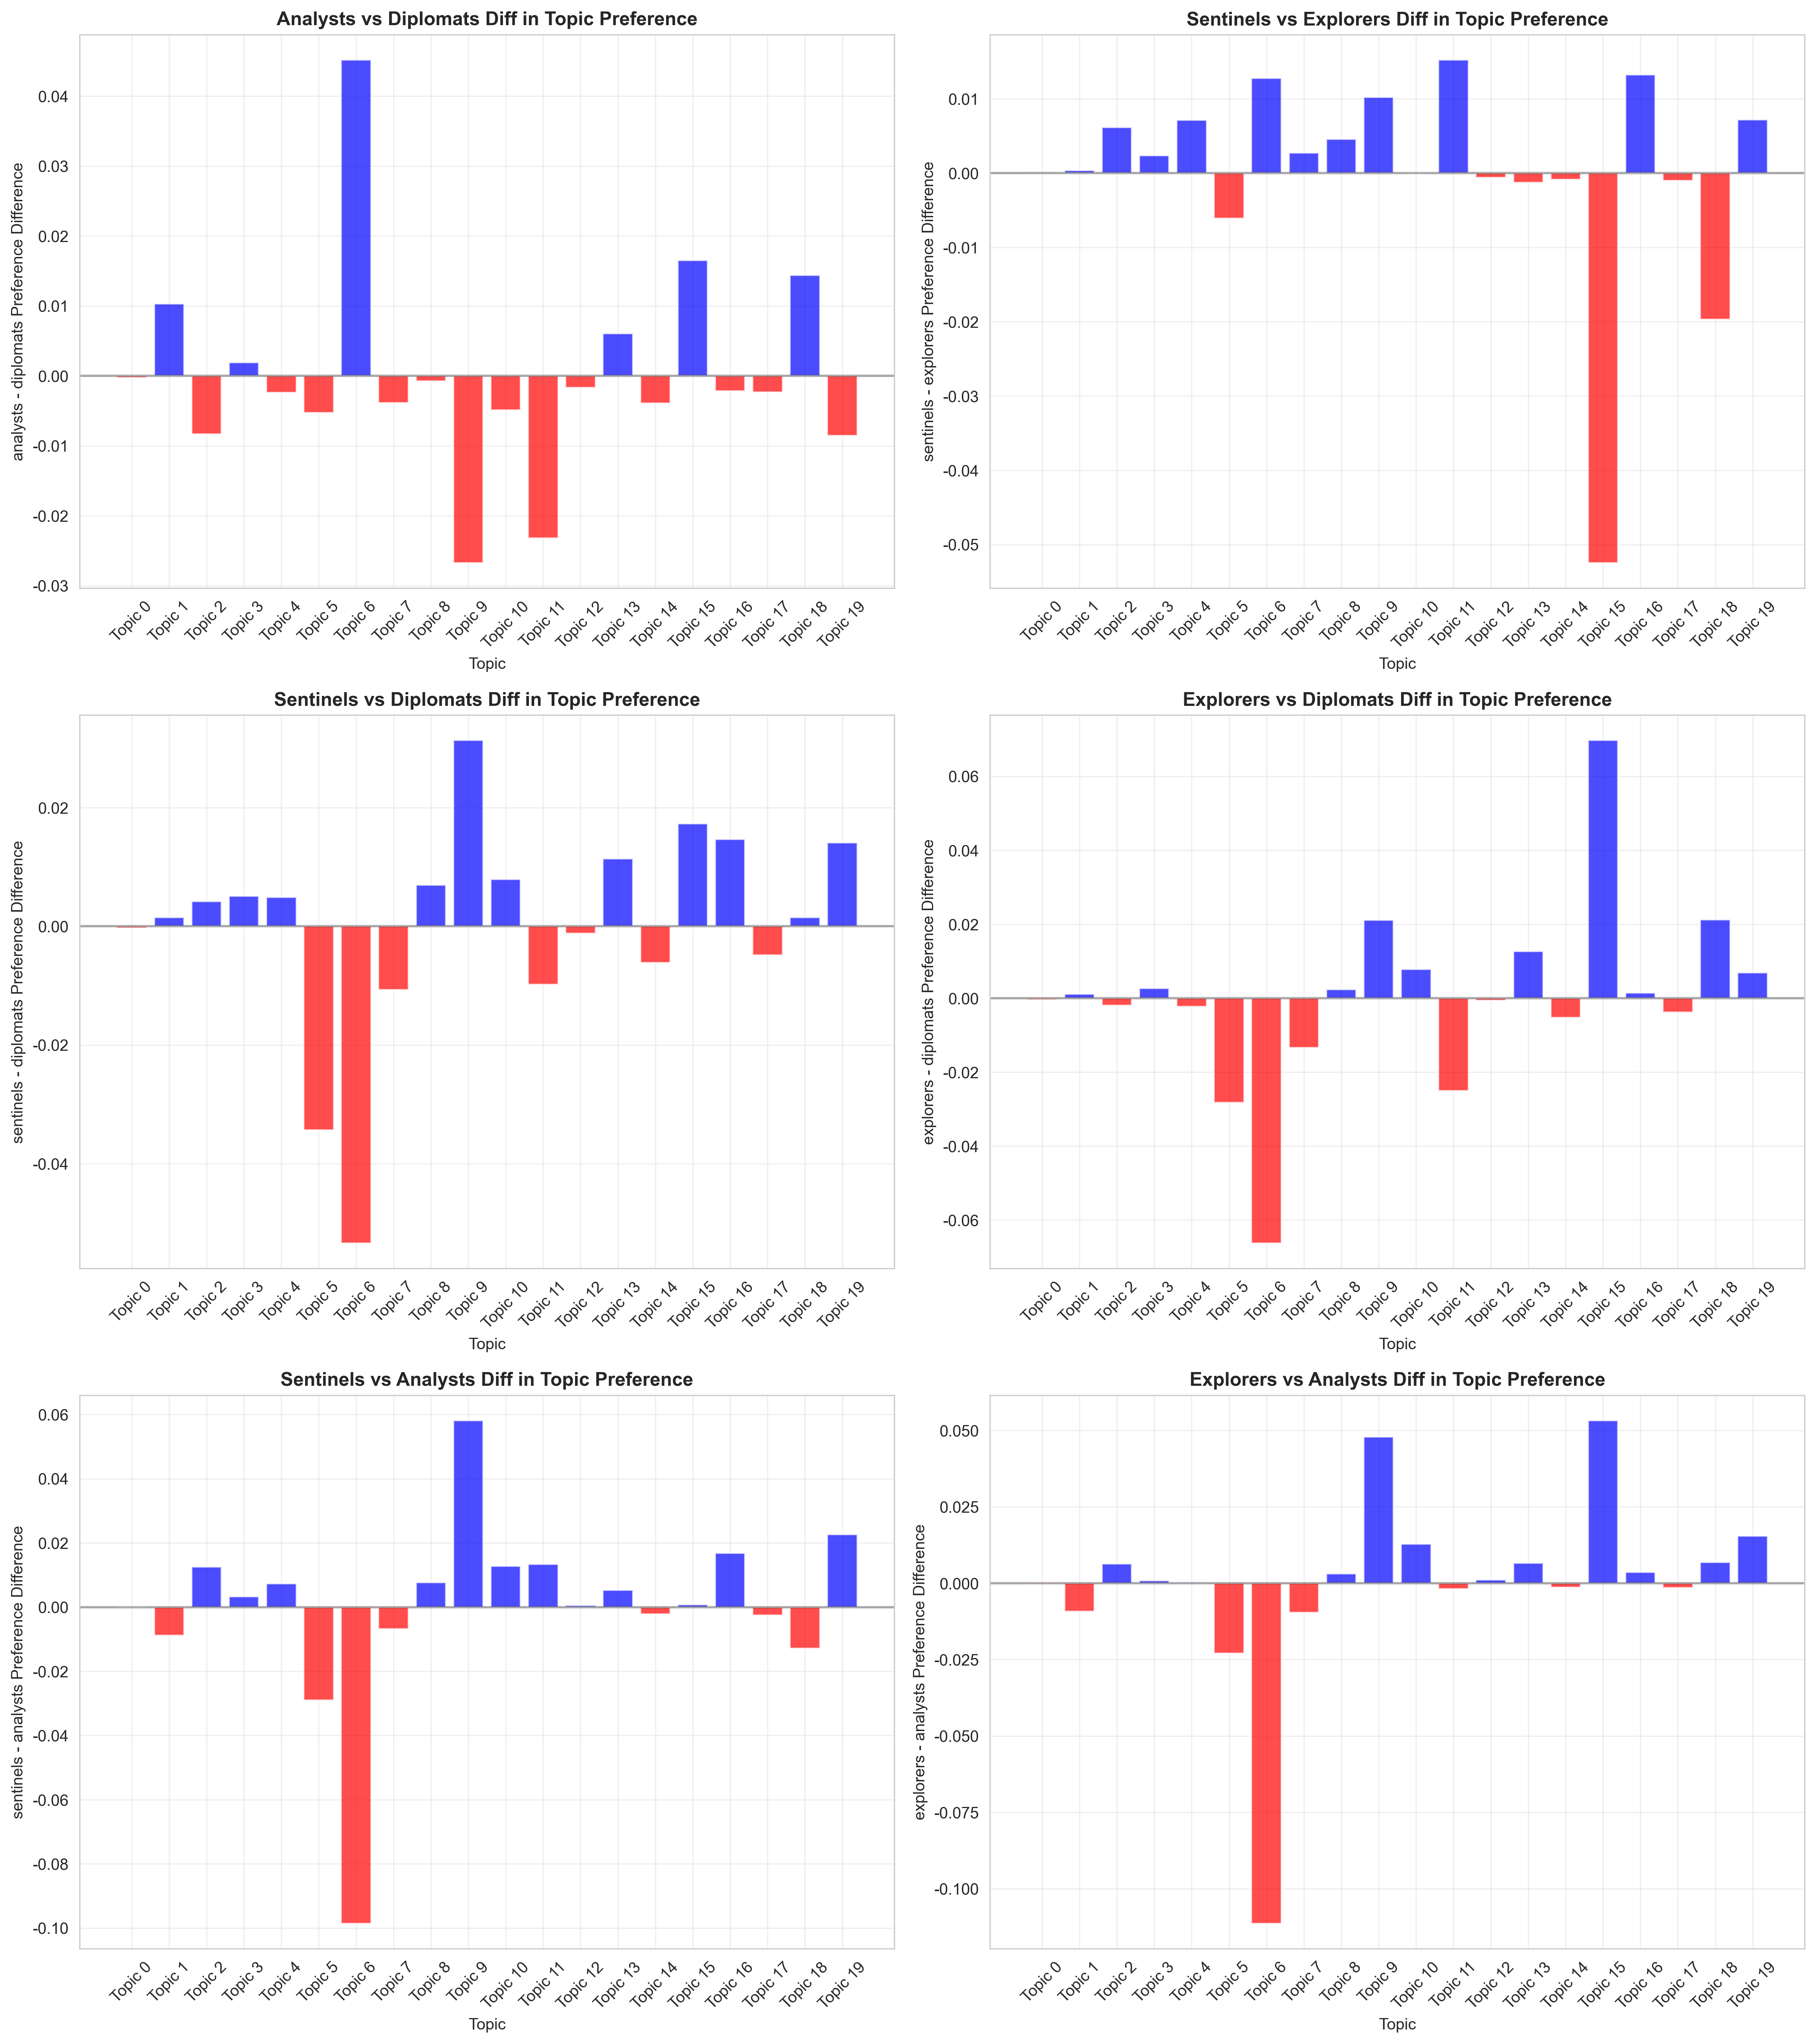 Analysts vs Diplomats Diff in Topic Preference
analysts - diplomats Preference Difference
0.04
0.03
0.02
0.01
0.00
-0.01
-0.02
-0.03
Topic 0
Topic 1
Topic 2
Topic 3
Topic 4
Topic 5
Topic 6
Topic 7
Topic 8
Topic 9
Topic 10
Topic 11
Topic 12
Topic 13
Topic 14
Topic 15
Topic 16
Topic 17
Topic 18
Topic 19
Topic
Sentinels vs Explorers Diff in Topic Preference
sentinels - explorers Preference Difference
0.01
0.00
-0.01
-0.02
-0.03
-0.04
-0.05
Topic 0
Topic 1
Topic 2
Topic 3
Topic 4
Topic 5
Topic 6
Topic 7
Topic 8
Topic 9
Topic 10
Topic 11
Topic 12
Topic 13
Topic 14
Topic 15
Topic 16
Topic 17
Topic 18
Topic 19
Topic
Sentinels vs Diplomats Diff in Topic Preference
sentinels - diplomats Preference Difference
0.02
0.00
-0.02
-0.04
Topic 0
Topic 1
Topic 2
Topic 3
Topic 4
Topic 5
Topic 6
Topic 7
Topic 8
Topic 9
Topic 10
Topic 11
Topic 12
Topic 13
Topic 14
Topic 15
Topic 16
Topic 17
Topic 18
Topic 19
Topic
Explorers vs Diplomats Diff in Topic Preference
explorers - diplomats Preference Difference
0.06
0.04
0.02
0.00
-0.02
-0.04
-0.06
Topic 0
Topic 1
Topic 2
Topic 3
Topic 4
Topic 5
Topic 6
Topic 7
Topic 8
Topic 9
Topic 10
Topic 11
Topic 12
Topic 13
Topic 14
Topic 15
Topic 16
Topic 17
Topic 18
Topic 19
Topic
Sentinels vs Analysts Diff in Topic Preference
sentinels - analysts Preference Difference
0.06
0.04
0.02
0.00
-0.02
-0.04
-0.06
-0.08
-0.10
Topic 0
Topic 1
Topic 2
Topic 3
Topic 4
Topic 5
Topic 6
Topic 7
Topic 8
Topic 9
Topic 10
Topic 11
Topic 12
Topic 13
Topic 14
Topic 15
Topic 16
Topic 17
Topic 18
Topic 19
Topic
Explorers vs Analysts Diff in Topic Preference
explorers - analysts Preference Difference
0.050
0.025
0.000
-0.025
-0.050
-0.075
-0.100
Topic 0
Topic 1
Topic 2
Topic 3
Topic 4
Topic 5
Topic 6
Topic 7
Topic 8
Topic 9
Topic 10
Topic 11
Topic 12
Topic 13
Topic 14
Topic 15
Topic 16
Topic 17
Topic 18
Topic 19
Topic